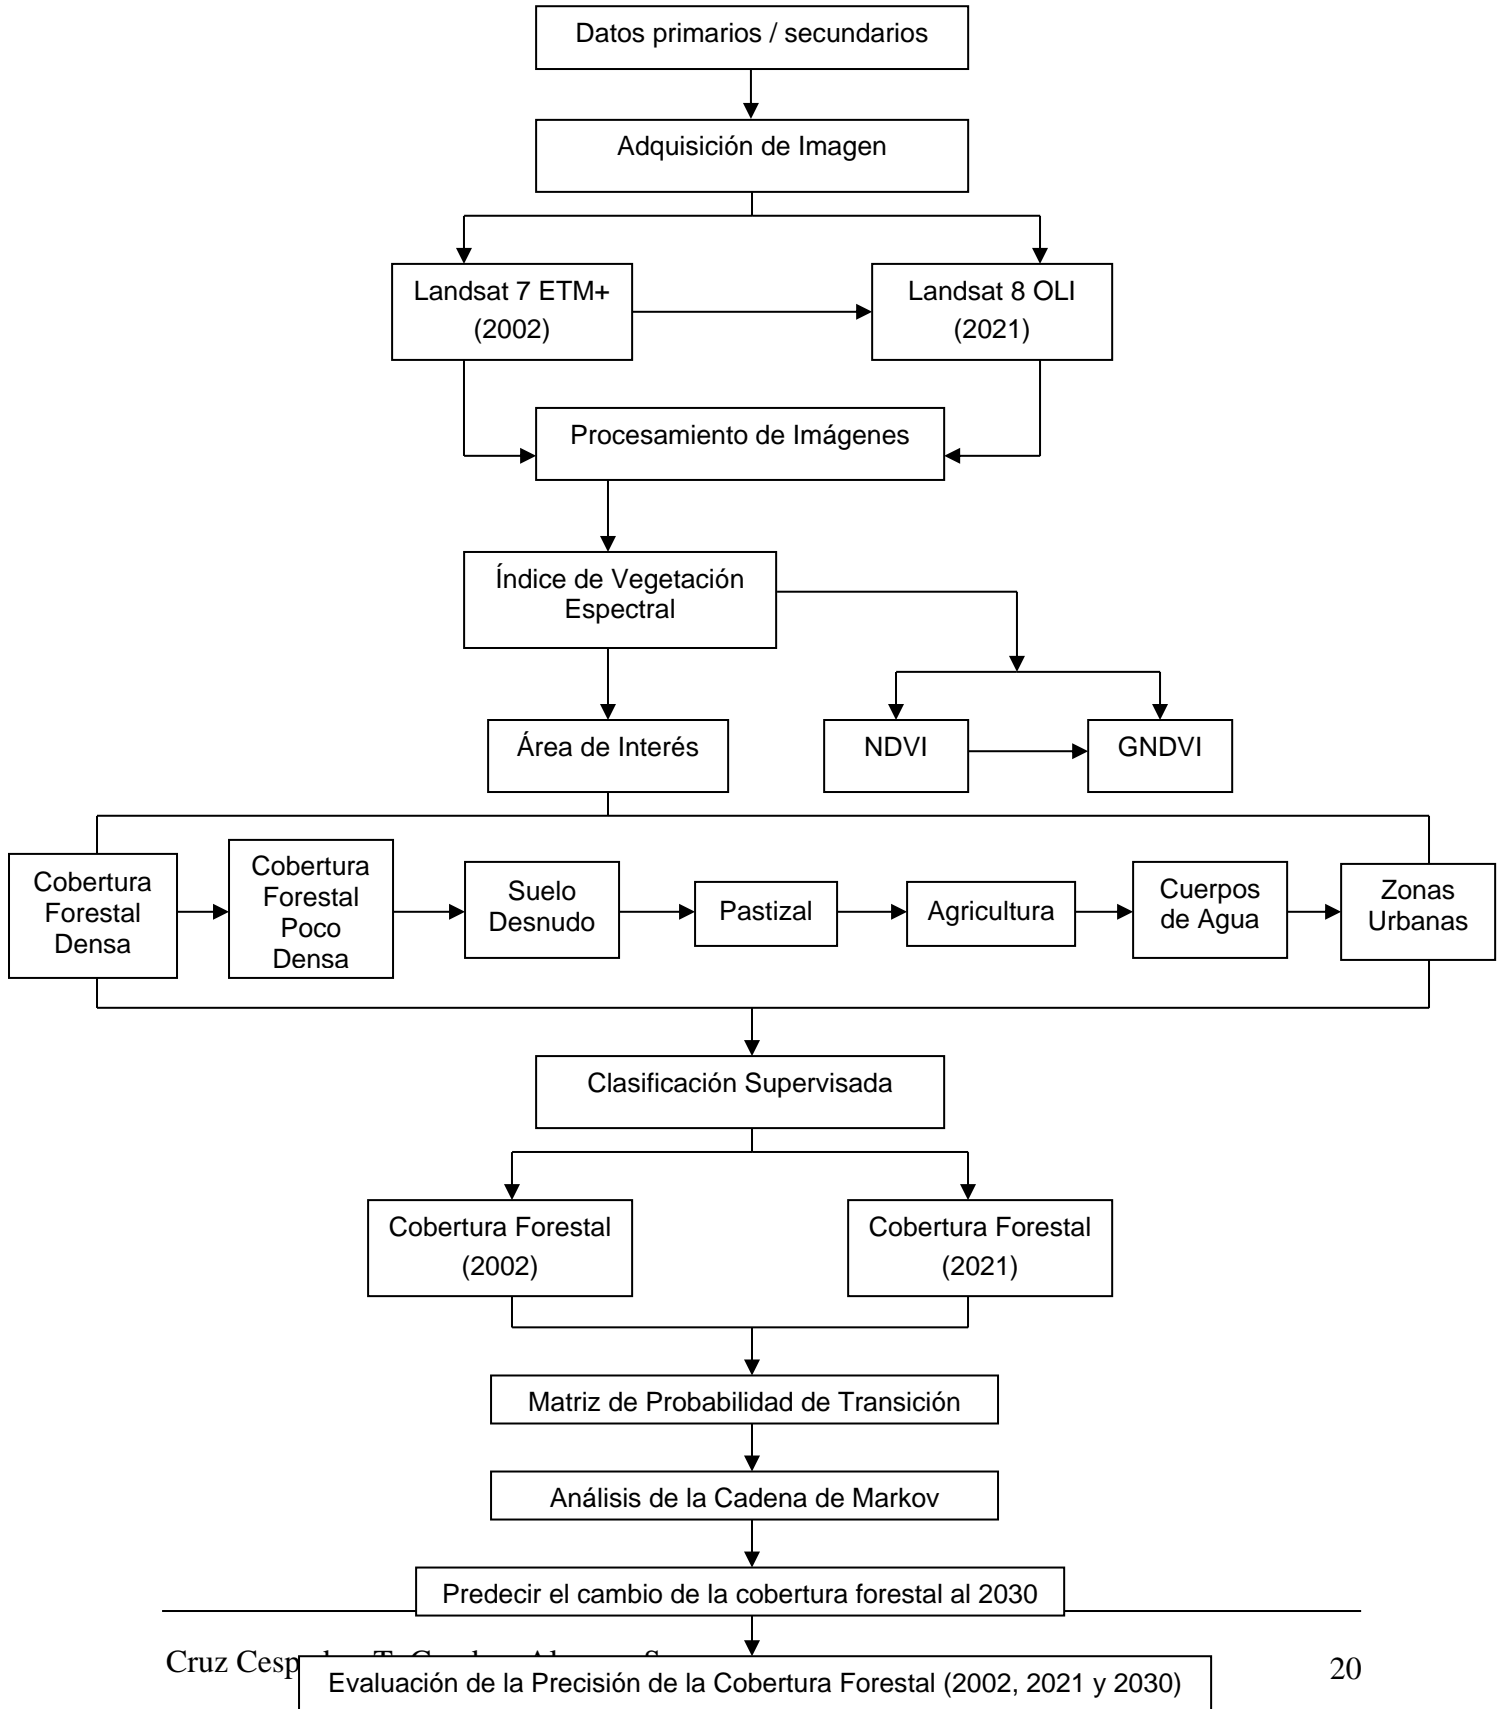 Datos primarios / secundarios
Adquisición de Imagen
Landsat 7 ETM+
(2002)
Landsat 8 OLI
(2021)
Procesamiento de Imágenes
Índice de Vegetación
Espectral
Área de Interés
NDVI
GNDVI
Cobertura
Forestal
Densa
Cobertura
Forestal
Poco
Densa
Suelo
Desnudo
Pastizal
Agricultura
Cuerpos
de Agua
Zonas
Urbanas
Clasificación Supervisada
Cobertura Forestal
(2002)
Cobertura Forestal
(2021)
Matriz de Probabilidad de Transición
Análisis de la Cadena de Markov
Predecir el cambio de la cobertura forestal al 2030
Cruz 20
Evaluación de la Precisión de la Cobertura Forestal (2002, 2021 y 2030)